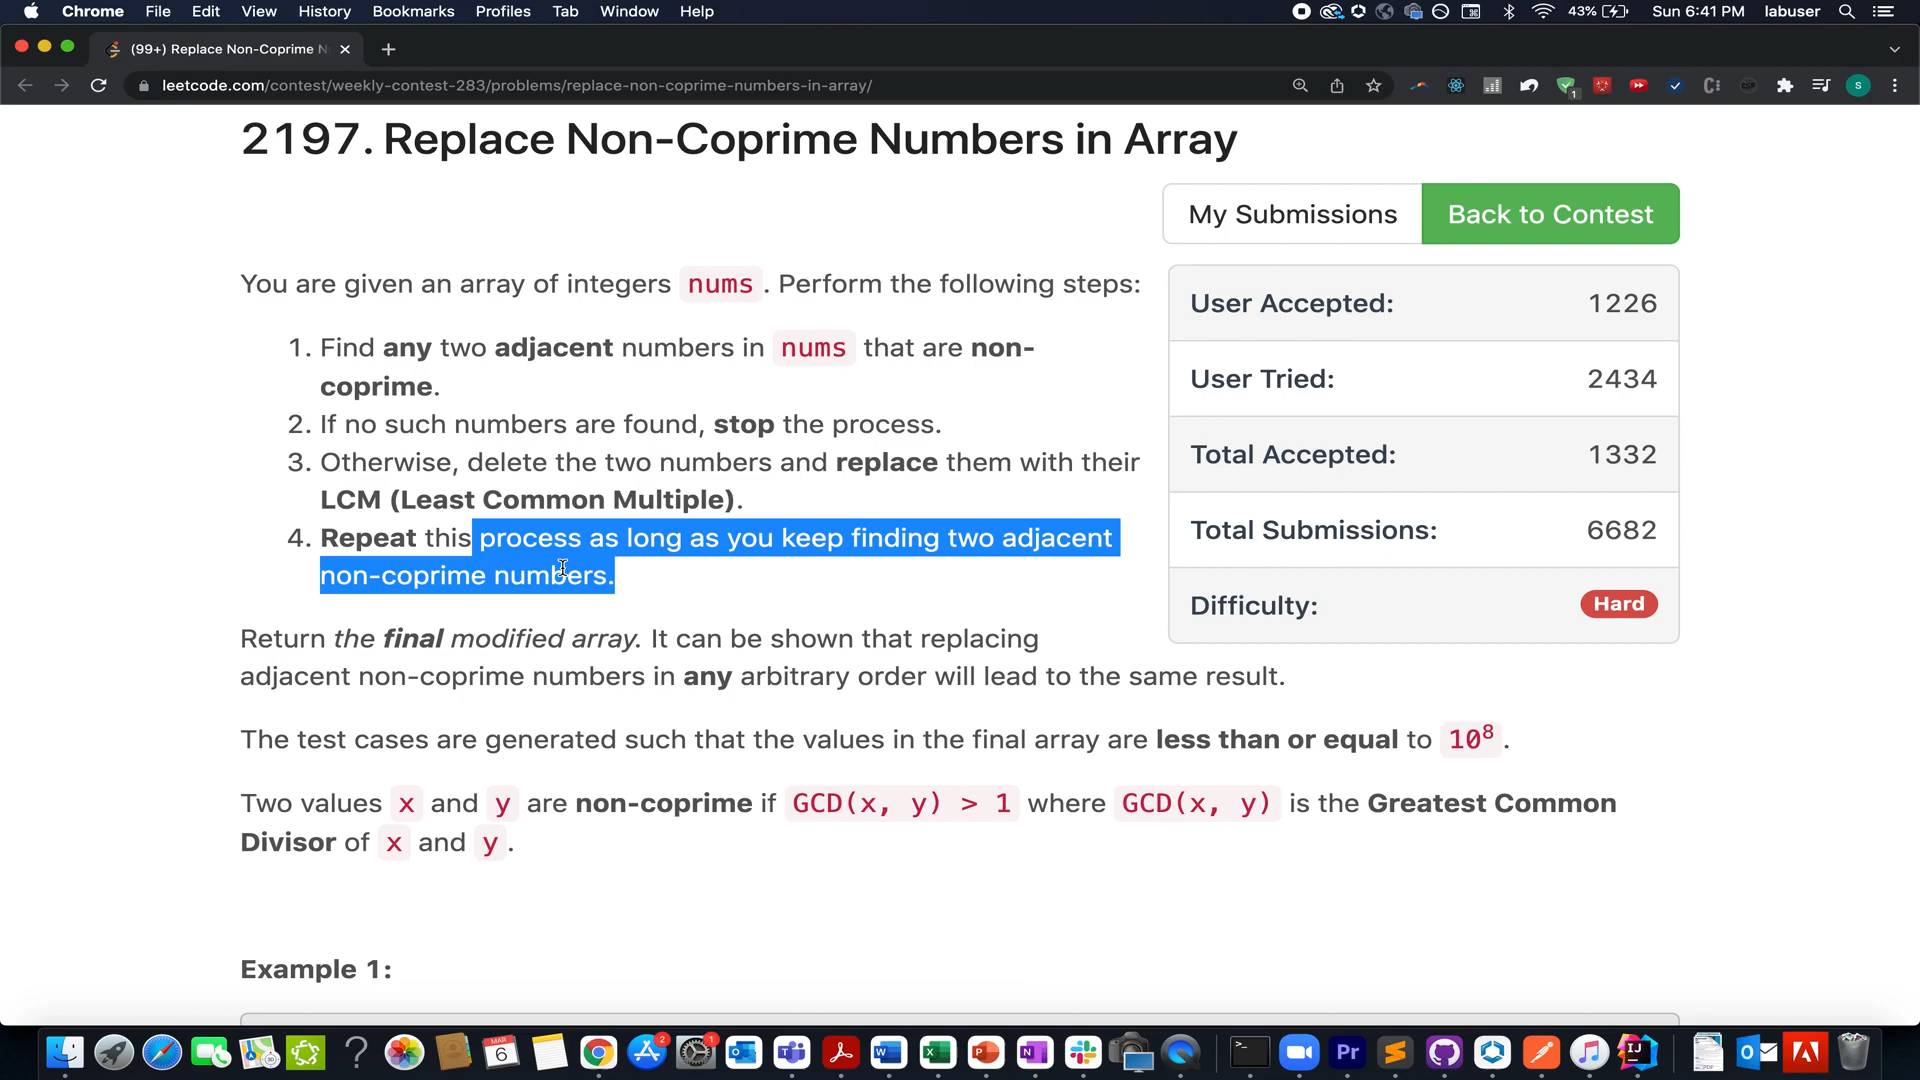 Chrome File Edit View History Bookmarks Profiles Tab Window Help 43% Sun 6:41 PM labuser
(99+) Replace Non-Coprime N
leetcode.com/contest/weekly-contest-283/problems/replace-non-coprime-numbers-in-array/
2197. Replace Non-Coprime Numbers in Array
My Submissions Back to Contest
You are given an array of integers nums . Perform the following steps:
1. Find any two adjacent numbers in nums that are non-
coprime.
2. If no such numbers are found, stop the process.
3. Otherwise, delete the two numbers and replace them with their
LCM (Least Common Multiple).
4. Repeat this process as long as you keep finding two adjacent
non-coprime numbers.
User Accepted: 1226
User Tried: 2434
Total Accepted: 1332
Total Submissions: 6682
Difficulty: Hard
Return the final modified array. It can be shown that replacing
adjacent non-coprime numbers in any arbitrary order will lead to the same result.
The test cases are generated such that the values in the final array are less than or equal to 10⁸ .
Two values x and y are non-coprime if GCD(x, y) > 1 where GCD(x, y) is the Greatest Common
Divisor of x and y .
Example 1: